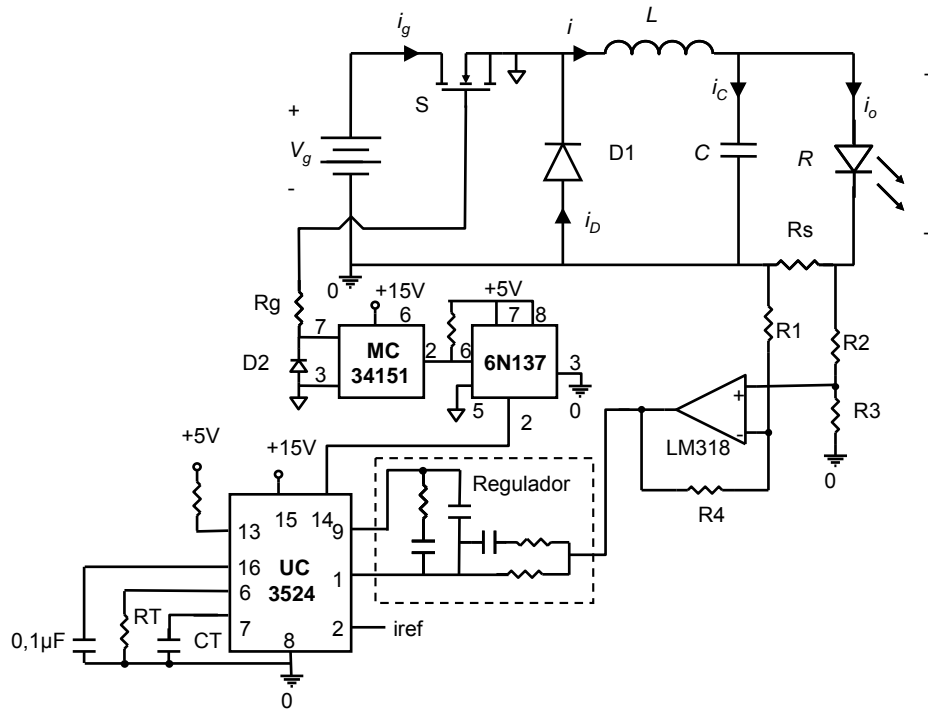 i_g
i
L
S
+
V_g
-
D1
i_D
i_C
C
i_o
R
Rs
0
+15V
+5V
Rg
7
6
7
8
MC
34151
2
6
6N137
3
D2
3
5
2
0
R1
R2
+
-
LM318
R3
0
R4
+5V
+15V
Regulador
13
15
14
9
16
UC
3524
1
6
RT
7
CT
0,1µF
8
2
iref
0